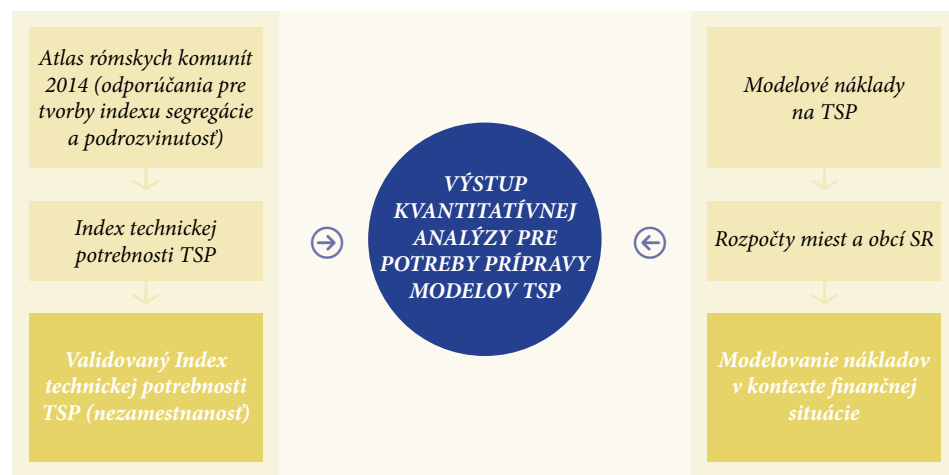 Atlas rómskych komunít
2014 (odporúčania pre
tvorby indexu segregácie
a podrozvinutosť)
Index technickej
potrebnosti TSP
Validovaný Index
technickej potrebnosti
TSP (nezamestnanosť)
VÝSTUP
KVANTITATÍVNEJ
ANALÝZY PRE
POTREBY PRÍPRAVY
MODELOV TSP
Modelové náklady
na TSP
Rozpočty miest a obcí SR
Modelovanie nákladov
v kontexte finančnej
situácie